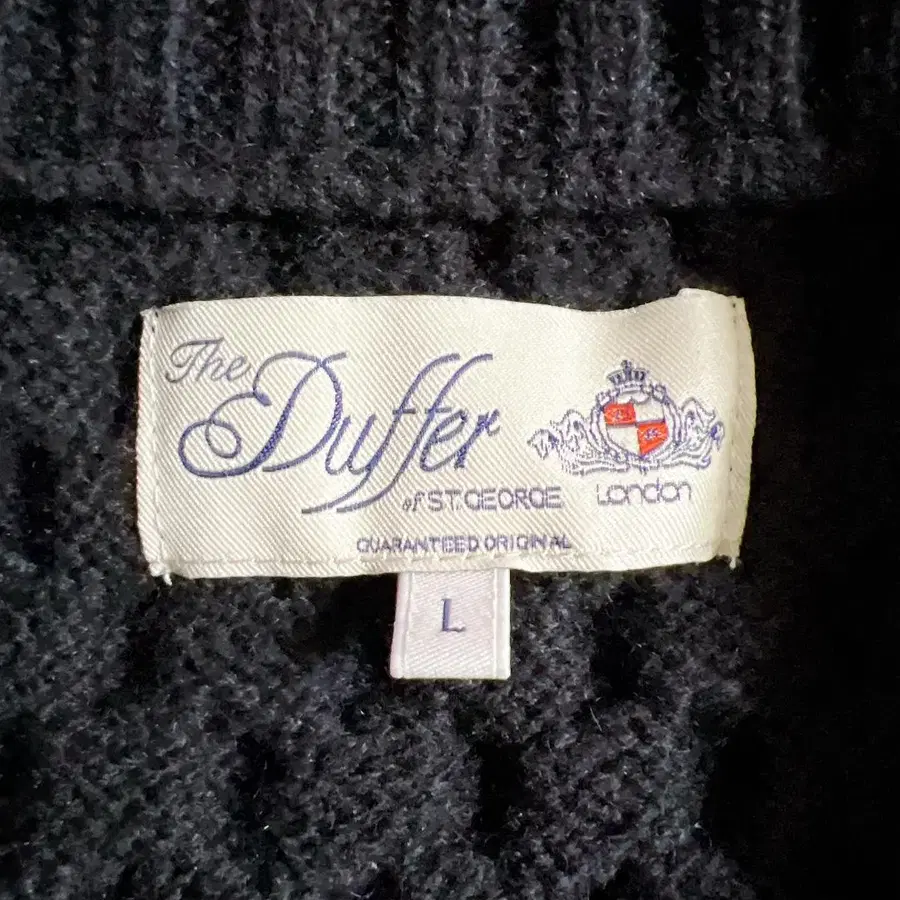 The
Duffer
of ST.GEORGE
London
GUARANTEED ORIGINAL
L